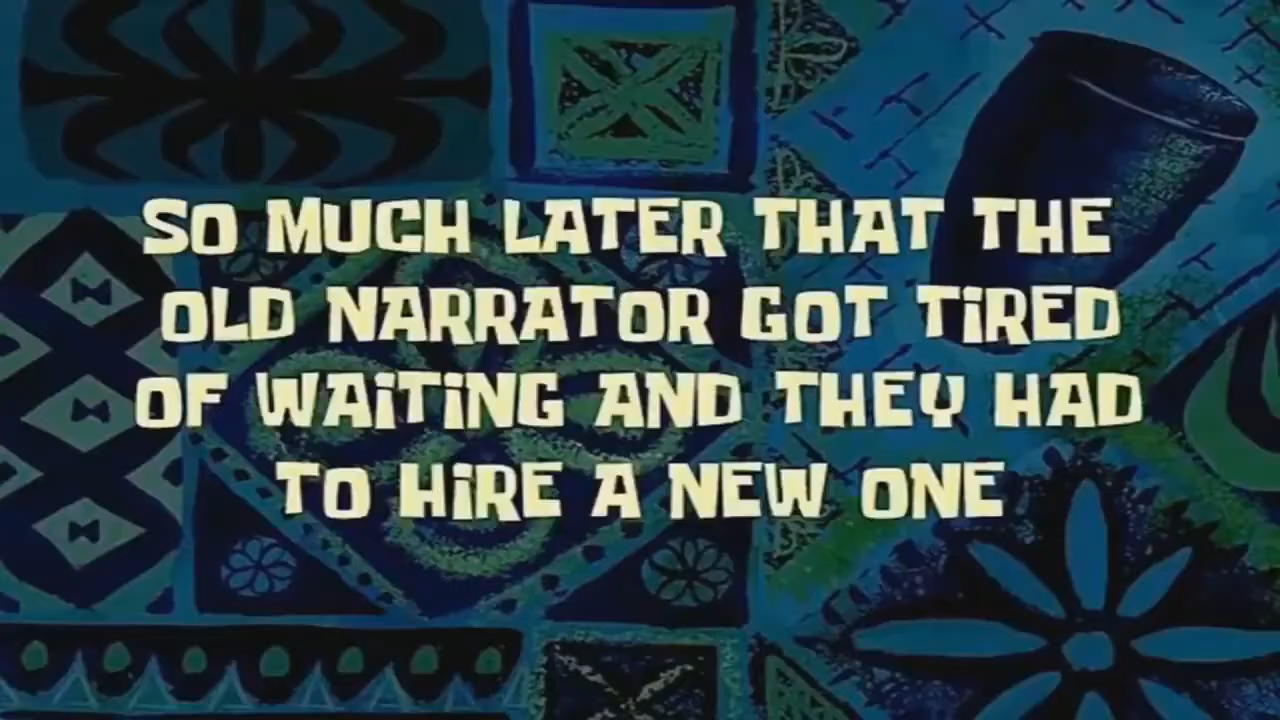 SO MUCH LATER THAT THE
OLD NARRATOR GOT TiRED
OF WAiTiNG AND THEY HAD
TO HiRE A NEW ONE